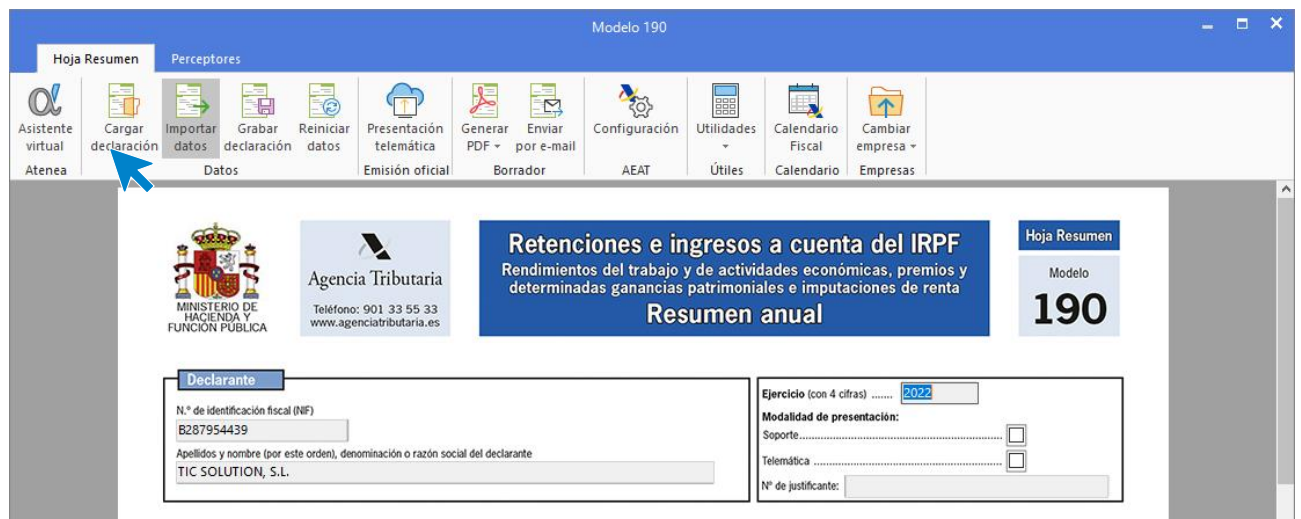 Modelo 190
Hoja Resumen Perceptores
Asistente virtual
Cargar declaración
Importar datos
Grabar declaración
Reiniciar datos
Presentación telemática
Generar PDF
Enviar por e-mail
Configuración
Utilidades
Calendario Fiscal
Cambiar empresa
Atenea Datos Emisión oficial Borrador AEAT Útiles Calendario Empresas
MINISTERIO DE
HACIENDA Y
FUNCIÓN PÚBLICA
Agencia Tributaria
Teléfono: 901 33 55 33
www.agenciatributaria.es
Retenciones e ingresos a cuenta del IRPF
Rendimientos del trabajo y de actividades económicas, premios y
determinadas ganancias patrimoniales e imputaciones de renta
Resumen anual
Hoja Resumen
Modelo
190
Declarante
N.º de identificación fiscal (NIF)
B287954439
Apellidos y nombre (por este orden), denominación o razón social del declarante
TIC SOLUTION, S.L.
Ejercicio (con 4 cifras) ....... 2022
Modalidad de presentación:
Soporte
Telemática
Nº de justificante: